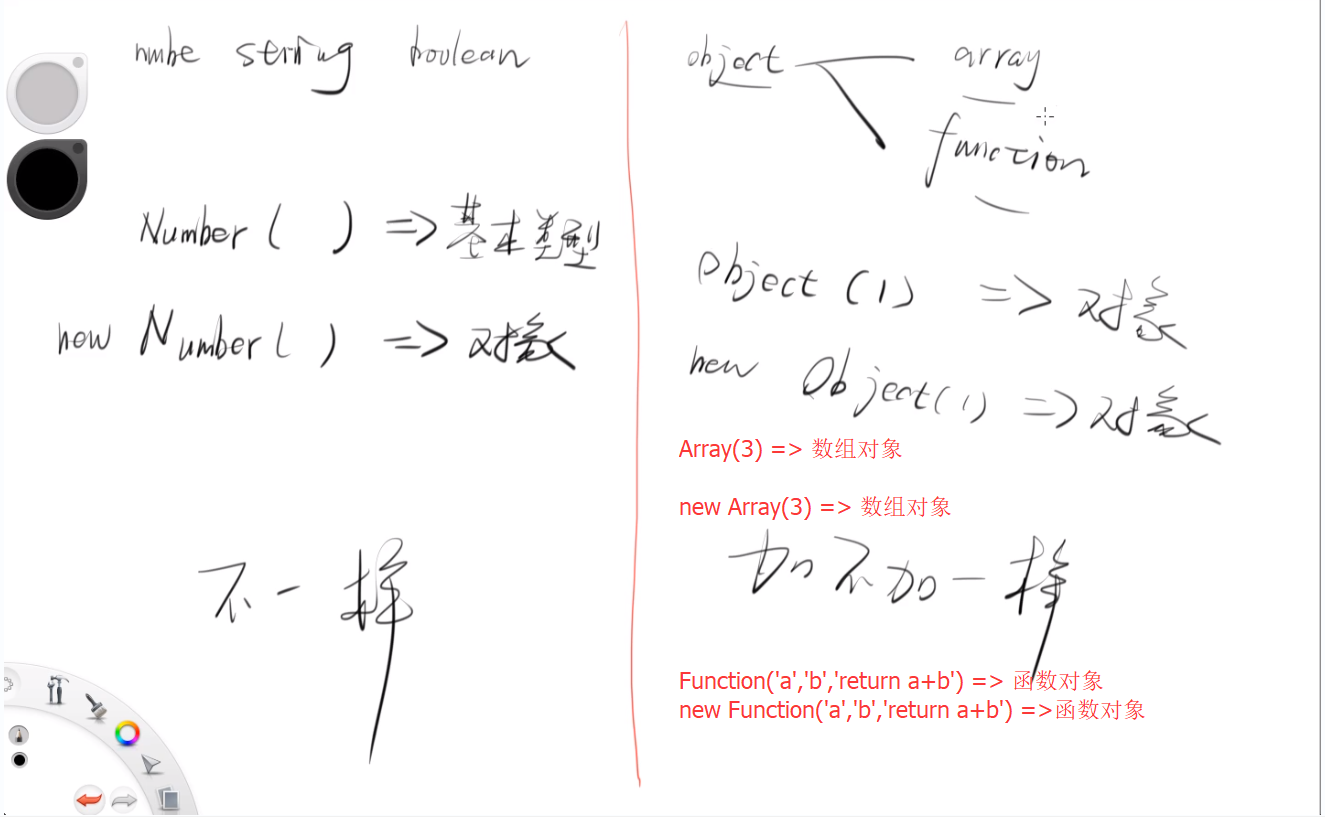 nmbe string boolean
Number ( ) => 基本类型
new Number ( ) => 对象
不一样
object array
function
Object (1) => 对象
new Object(1) => 对象
Array(3) => 数组对象
new Array(3) => 数组对象
加不加一样
Function('a','b','return a+b') => 函数对象
new Function('a','b','return a+b') =>函数对象